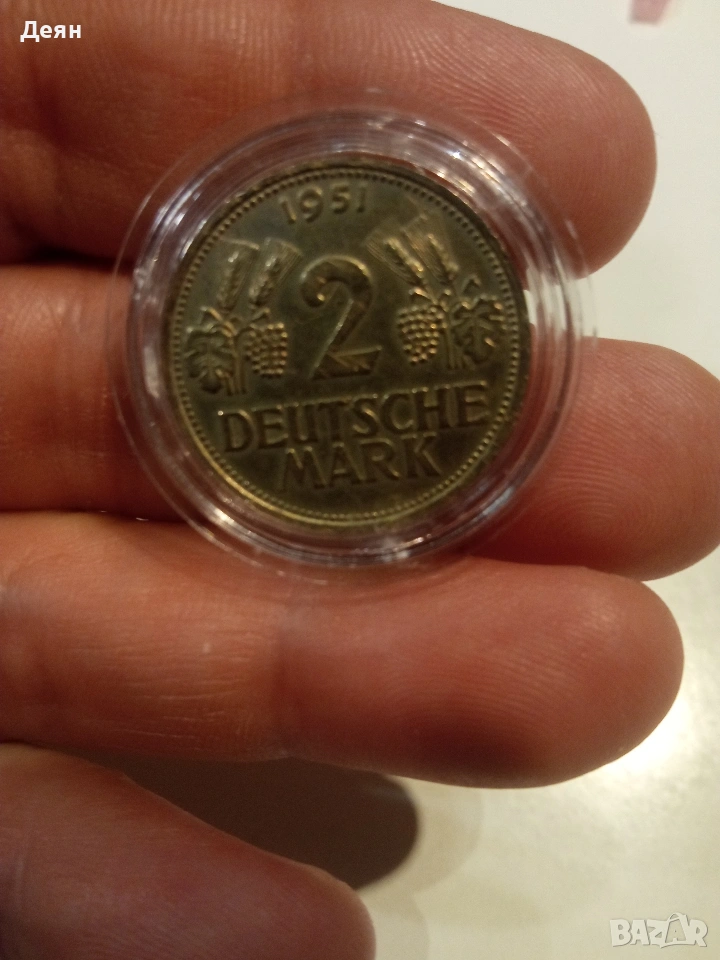 Деян
1951
2
DEUTSCHE
MARK
BAZAR